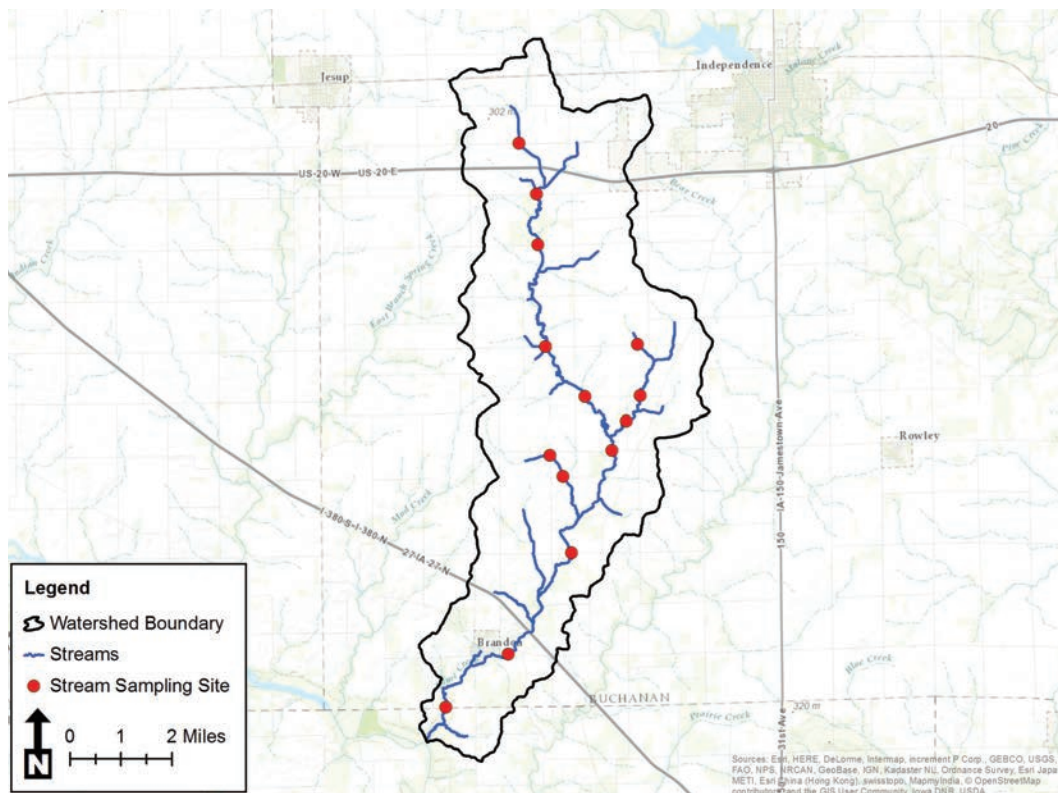 Jesup
Independence
Malone Creek
302 m
20
Pine Creek
US-20-W
US-20-E
Bear Creek
East Branch Spring Creek
Rowley
150
IA-150-Jamestown Ave
Mud Creek
I-380-S-I-380-N
27-IA-27-N
Legend
Watershed Boundary
Streams
Stream Sampling Site
N
0 1 2 Miles
Brandon
BUCHANAN
Blue Creek
Prairie Creek
320 m
31st Ave
Sources: Esri, HERE, DeLorme, Intermap, increment P Corp., GEBCO, USGS,
FAO, NPS, NRCAN, GeoBase, IGN, Kadaster NL, Ordnance Survey, Esri Japa
METI, Esri China (Hong Kong), swisstopo, MapmyIndia, © OpenStreetMap
contributors, and the GIS User Community, Iowa DNR, USDA